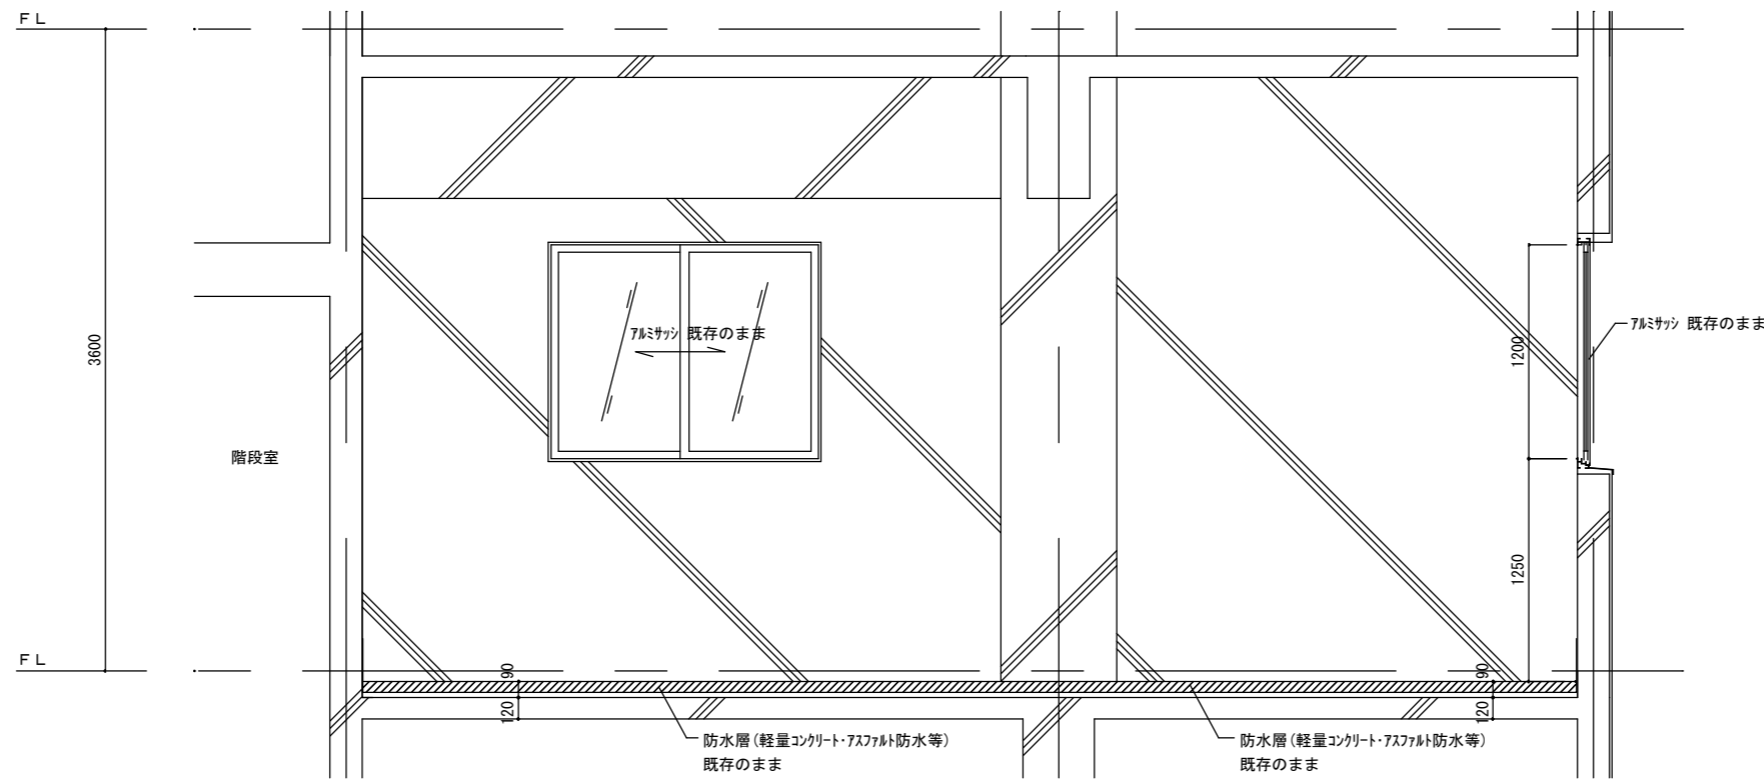 ＦＬ
3600
ｱﾙﾐｻｯｼ 既存のまま
1200
ｱﾙﾐｻｯｼ 既存のまま
階段室
1250
ＦＬ
90
90
120
120
防水層(軽量ｺﾝｸﾘｰﾄ・ｱｽﾌｧﾙﾄ防水等)
既存のまま
防水層(軽量ｺﾝｸﾘｰﾄ・ｱｽﾌｧﾙﾄ防水等)
既存のまま